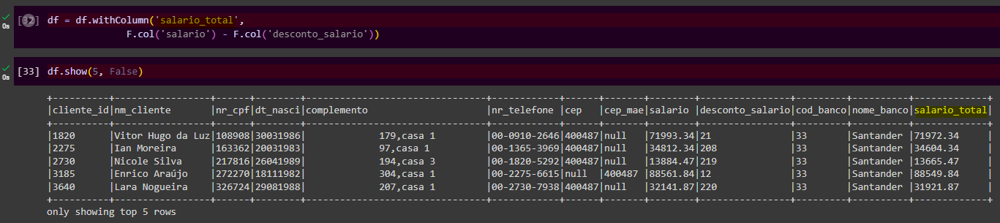 [32] df = df.withColumn('salario_total',
F.col('salario') - F.col('desconto_salario'))
0s
[33] df.show(5, False)
0s
+----------+----------------+------+--------+-----------------------------+------------+------+-------+--------+----------------+---------+----------+-------------+
|cliente_id|nm_cliente      |nr_cpf|dt_nasci|complemento                  |nr_telefone |cep   |cep_mae|salario |desconto_salario|cod_banco|nome_banco|salario_total|
+----------+----------------+------+--------+-----------------------------+------------+------+-------+--------+----------------+---------+----------+-------------+
|1820      |Vitor Hugo da Luz|108908|30031986|            179,casa 1       |00-0910-2646|400487|null   |71993.34|21              |33       |Santander |71972.34     |
|2275      |Ian Moreira     |163362|20031983|            97,casa 1        |00-1365-3969|400487|null   |34812.34|208             |33       |Santander |34604.34     |
|2730      |Nicole Silva    |217816|26041989|            194,casa 3       |00-1820-5292|400487|null   |13884.47|219             |33       |Santander |13665.47     |
|3185      |Enrico Araújo   |272270|18111982|            304,casa 1       |00-2275-6615|null  |400487 |88561.84|12              |33       |Santander |88549.84     |
|3640      |Lara Nogueira   |326724|29081988|            207,casa 1       |00-2730-7938|400487|null   |32141.87|220             |33       |Santander |31921.87     |
+----------+----------------+------+--------+-----------------------------+------------+------+-------+--------+----------------+---------+----------+-------------+
only showing top 5 rows